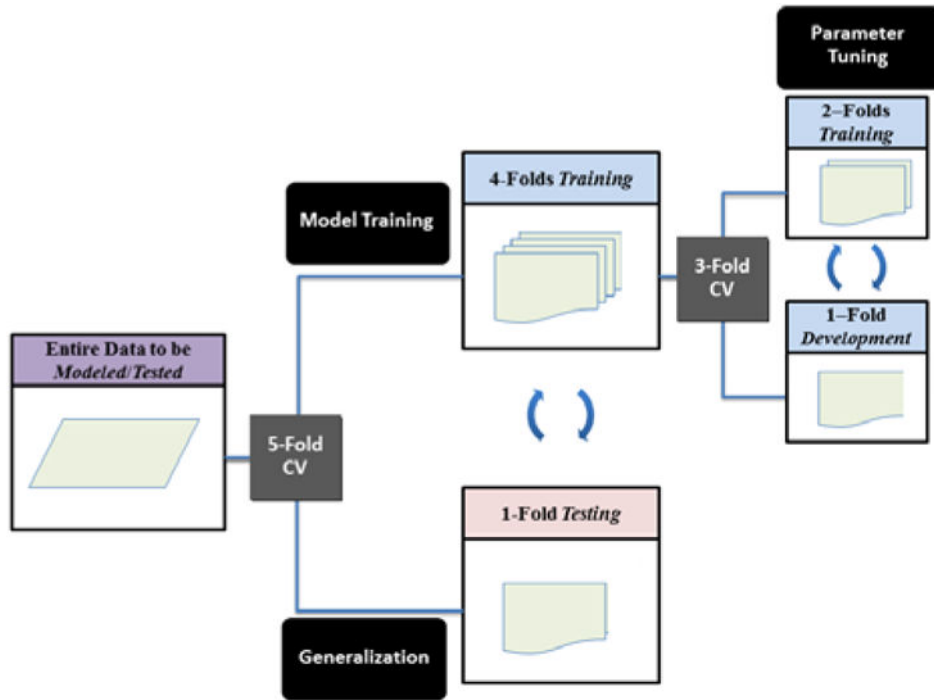 Parameter
Tuning
2–Folds
Training
4-Folds Training
Model Training
3-Fold
CV
1–Fold
Development
Entire Data to be
Modeled/Tested
5-Fold
CV
1-Fold Testing
Generalization